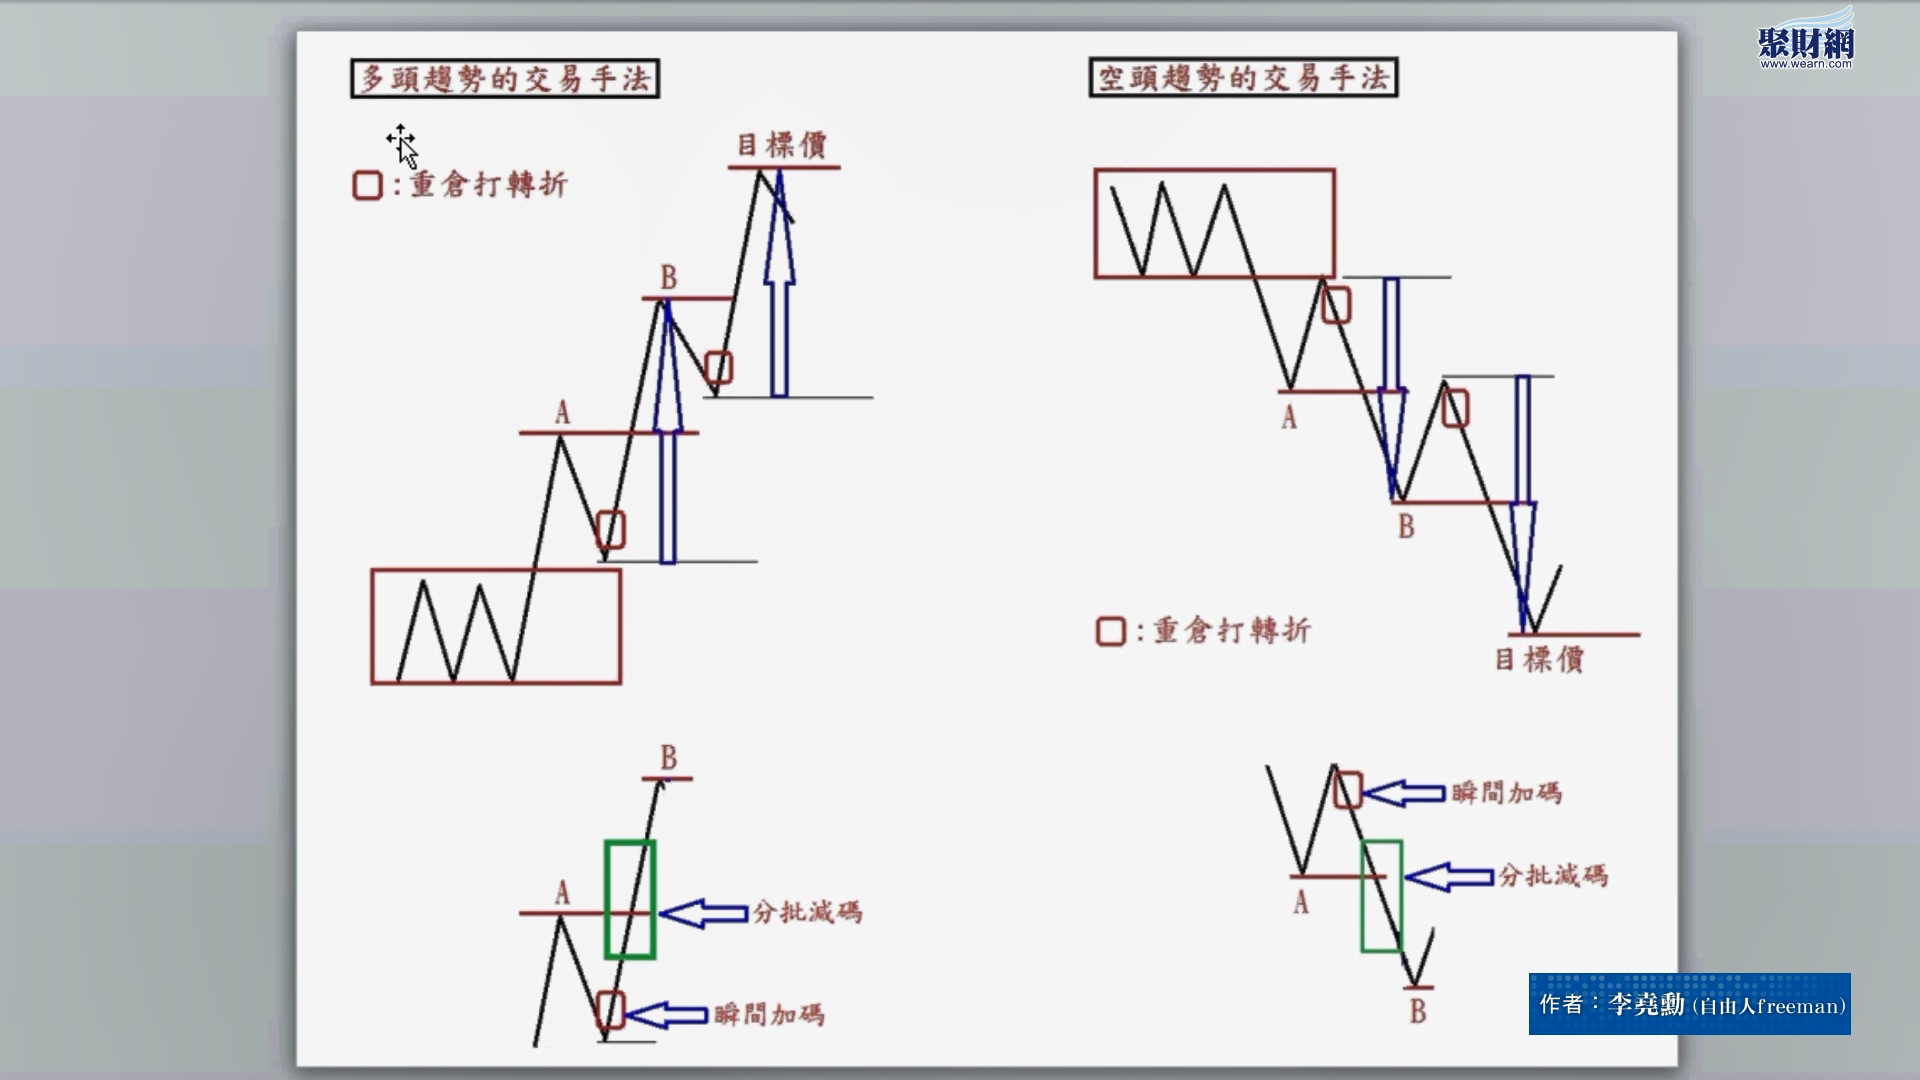 聚財網
www.wearn.com
多頭趨勢的交易手法
:重倉打轉折
目標價
B
A
B
A
分批減碼
瞬間加碼
空頭趨勢的交易手法
A
B
:重倉打轉折
目標價
瞬間加碼
分批減碼
A
B
作者：李堯勳(自由人freeman)